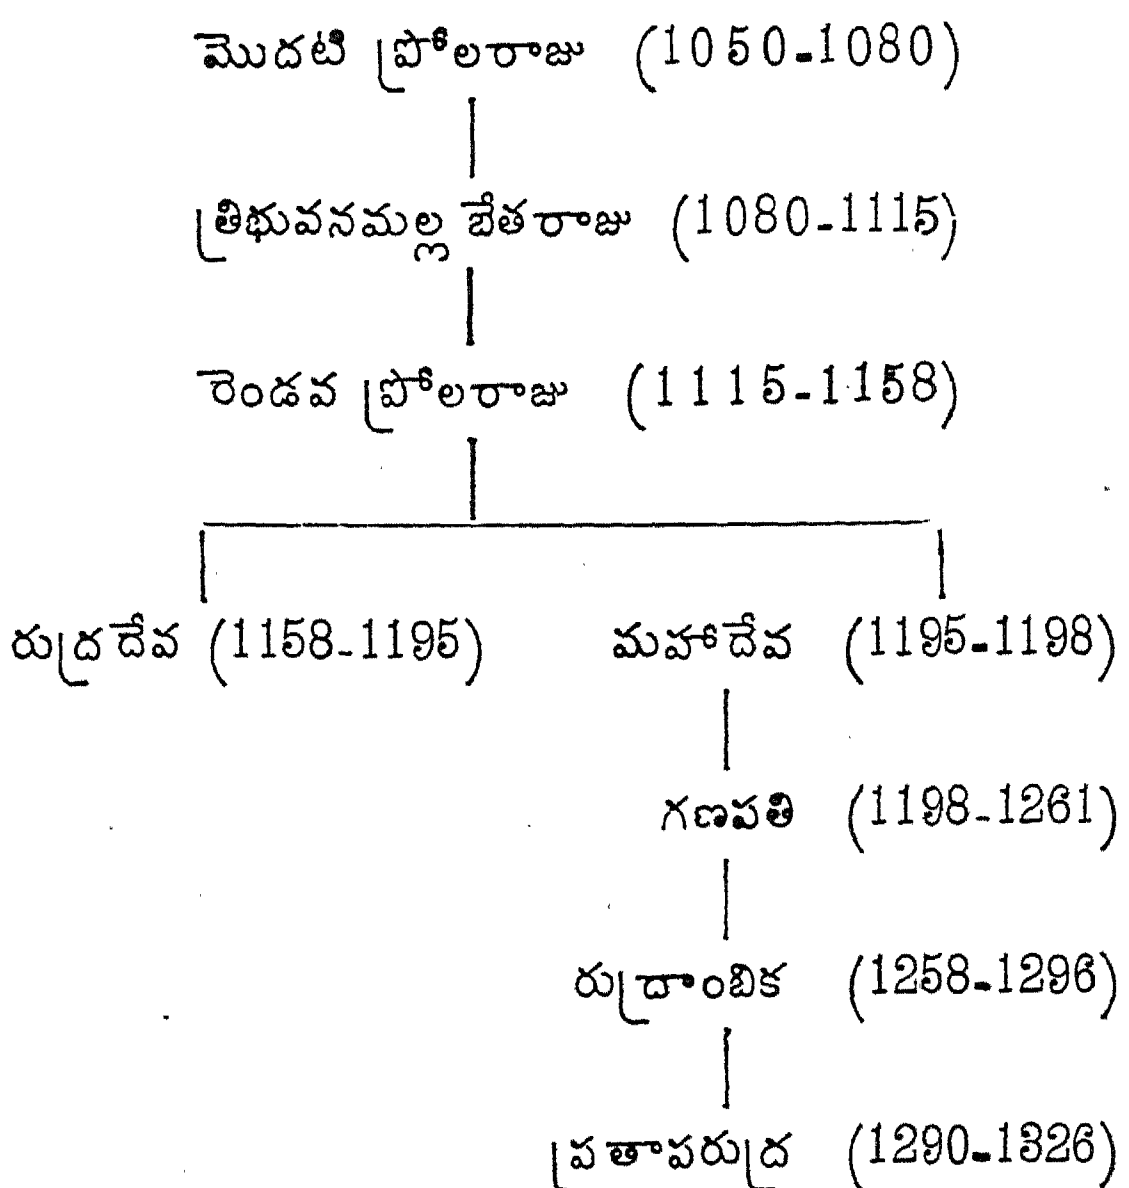 మొదటి ప్రోలరాజు (1050-1080)
త్రిభువనమల్ల బేతరాజు (1080-1115)
రెండవ ప్రోలరాజు (1115-1158)
రుద్రదేవ (1158-1195) మహాదేవ (1195-1198)
గణపతి (1198-1261)
రుద్రాంబిక (1258-1296)
ప్రతాపరుద్ర (1290-1326)